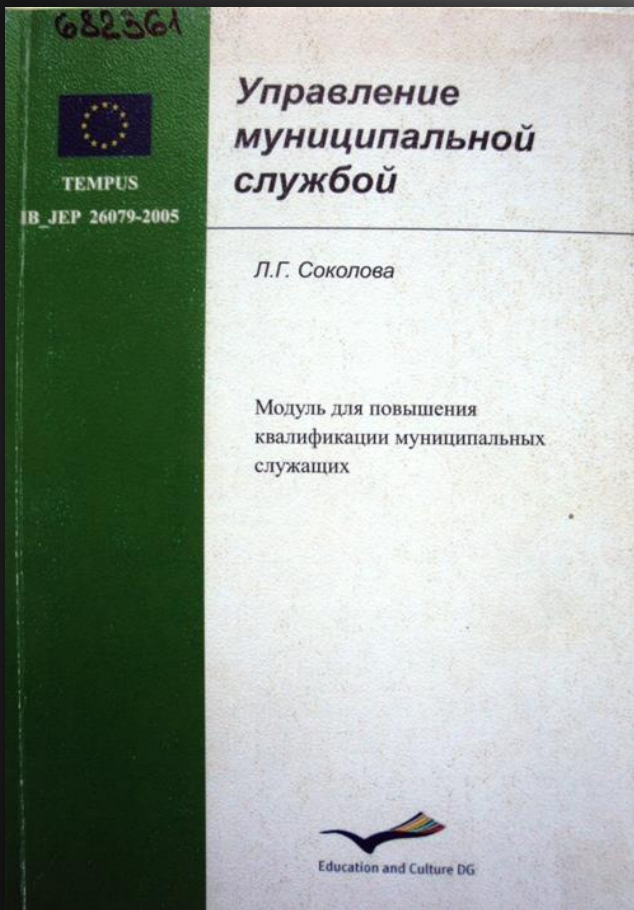 682361
TEMPUS
IB_JEP 26079-2005
Управление
муниципальной
службой
Л.Г. Соколова
Модуль для повышения
квалификации муниципальных
служащих
Education and Culture DG